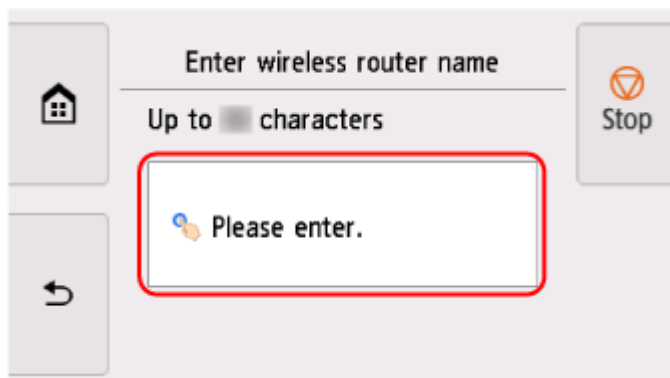 Enter wireless router name
Up to characters
Stop
Please enter.